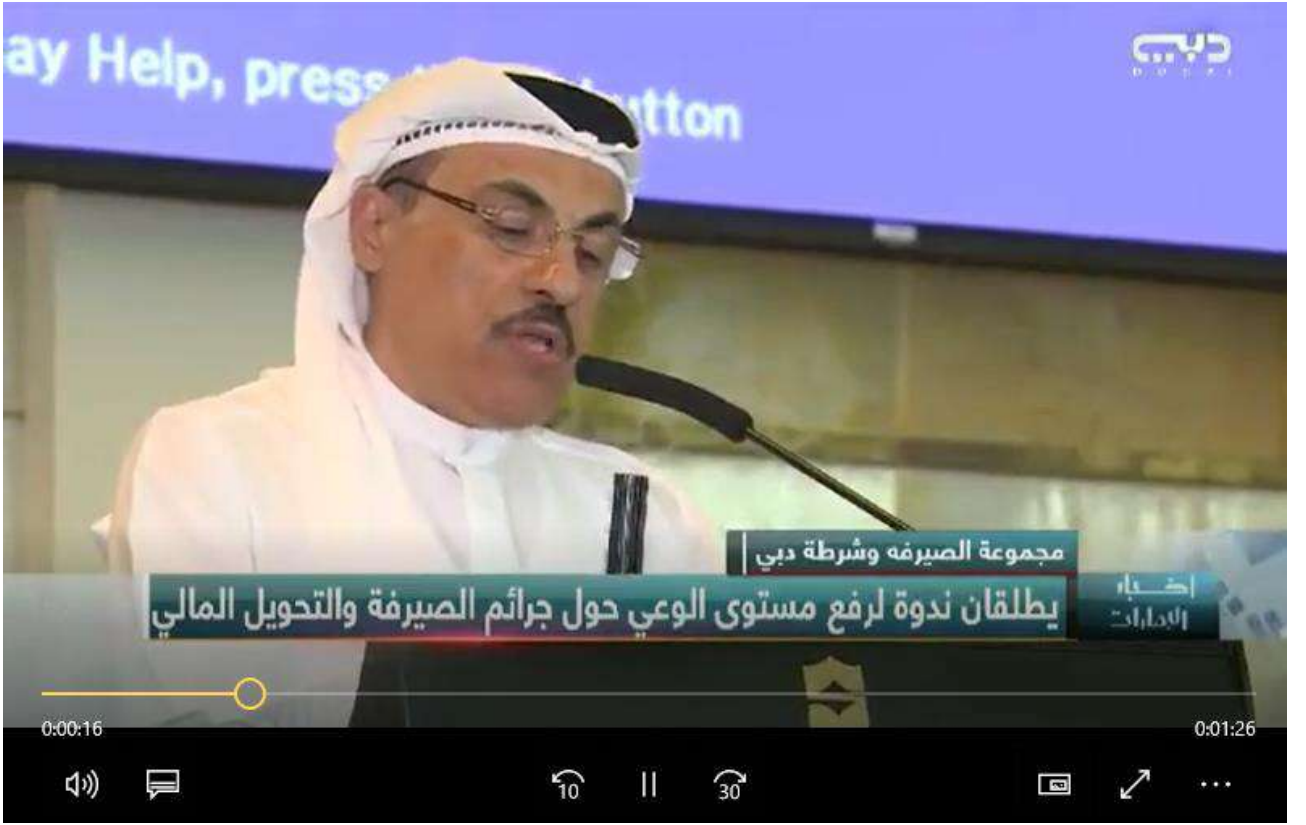 ay Help, press
utton
دبي
DUBAI
مجموعة الصيرفه وشرطة دبي
يطلقان ندوة لرفع مستوى الوعي حول جرائم الصيرفة والتحويل المالي
أخبار
الإمارات
0:00:16
0:01:26
10
30